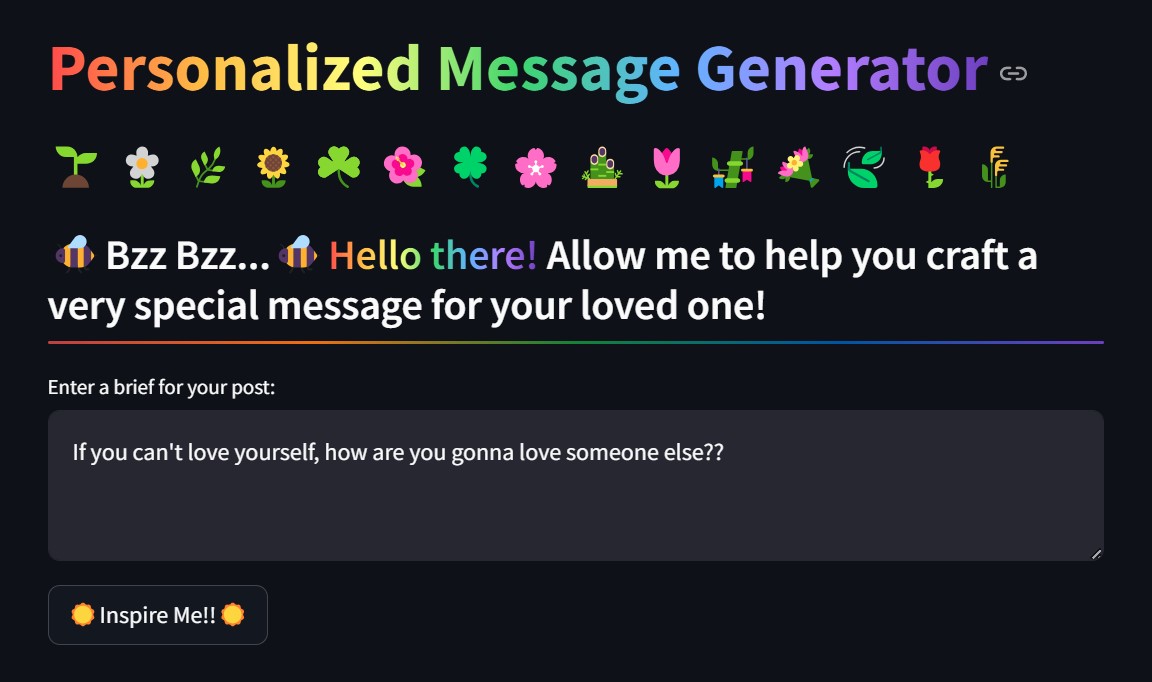 Personalized Message Generator
🌱 🌼 🌿 🌻 ☘️ 🌺 🍀 🌸 🎍 🌷 🎋 💐 🍃 🌹 🌾
🐝 Bzz Bzz... 🐝 Hello there! Allow me to help you craft a
very special message for your loved one!
Enter a brief for your post:
If you can't love yourself, how are you gonna love someone else??
Inspire Me!!